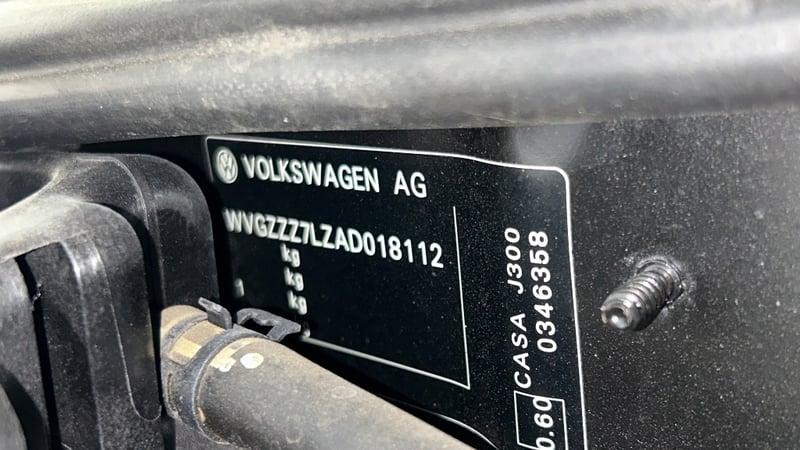 VOLKSWAGEN AG
WVGZZZ7LZAD018112
kg
kg
kg
CASA J300
0346358
0.60